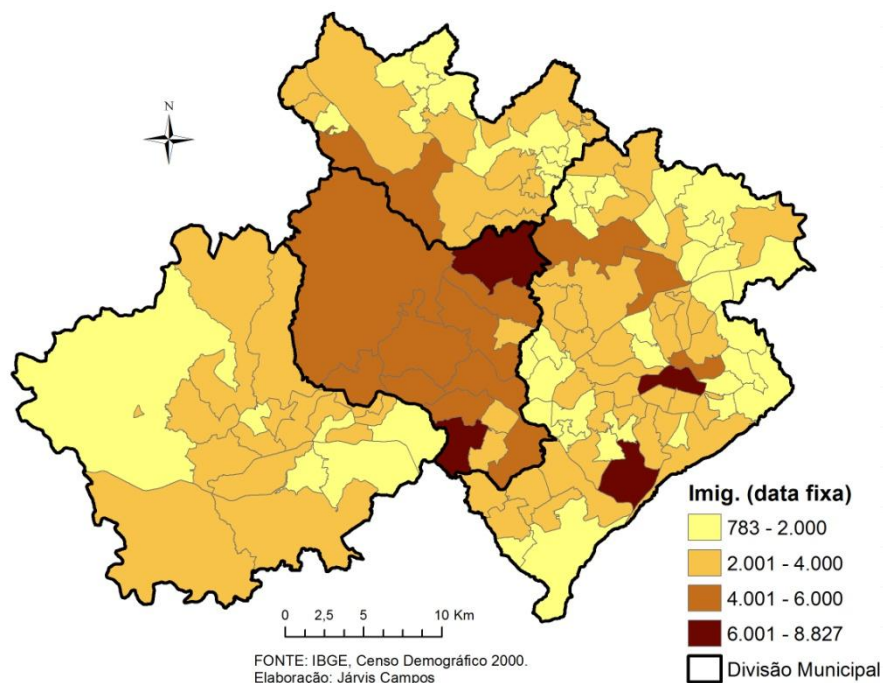 N
Imig. (data fixa)
783 - 2.000
2.001 - 4.000
4.001 - 6.000
6.001 - 8.827
Divisão Municipal
0 2,5 5 10 Km
FONTE: IBGE, Censo Demográfico 2000.
Elaboração: Járvis Campos